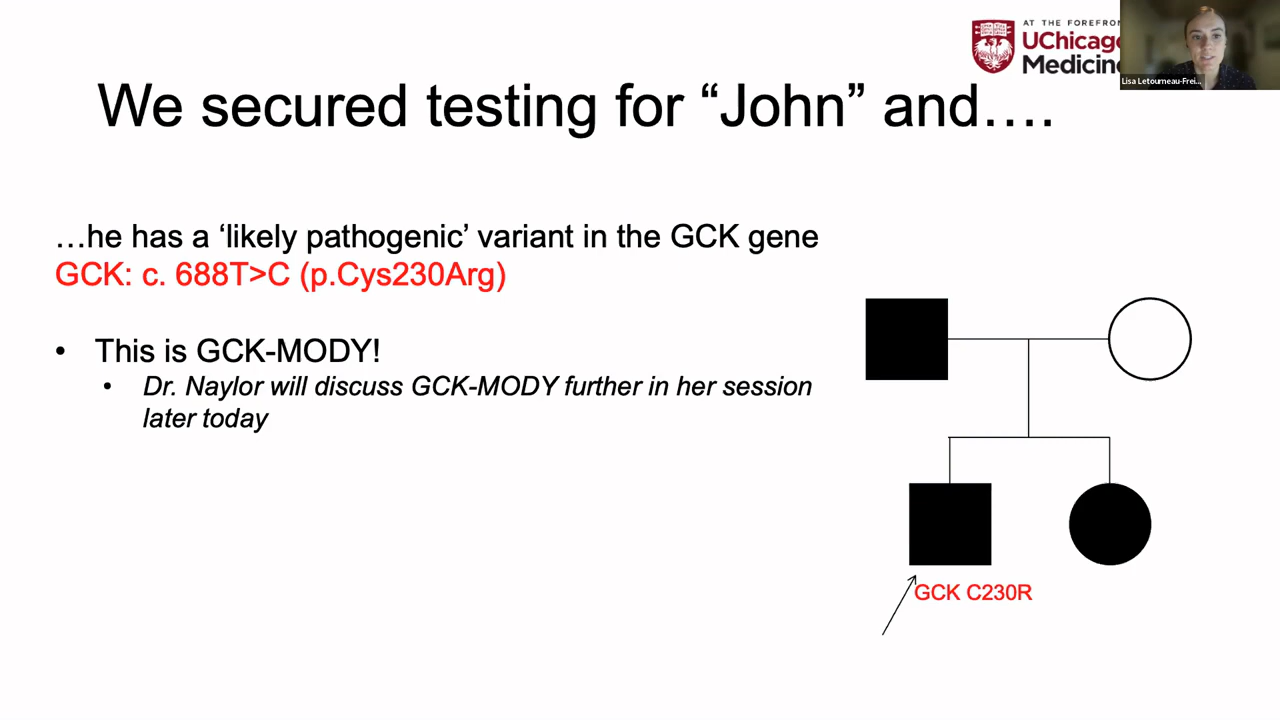 AT THE FOREFRONT
UChicago
Medicine
Lisa Letourneau-Frei...
We secured testing for “John” and….
…he has a ‘likely pathogenic’ variant in the GCK gene
GCK: c. 688T>C (p.Cys230Arg)
• This is GCK-MODY!
• Dr. Naylor will discuss GCK-MODY further in her session
later today
GCK C230R